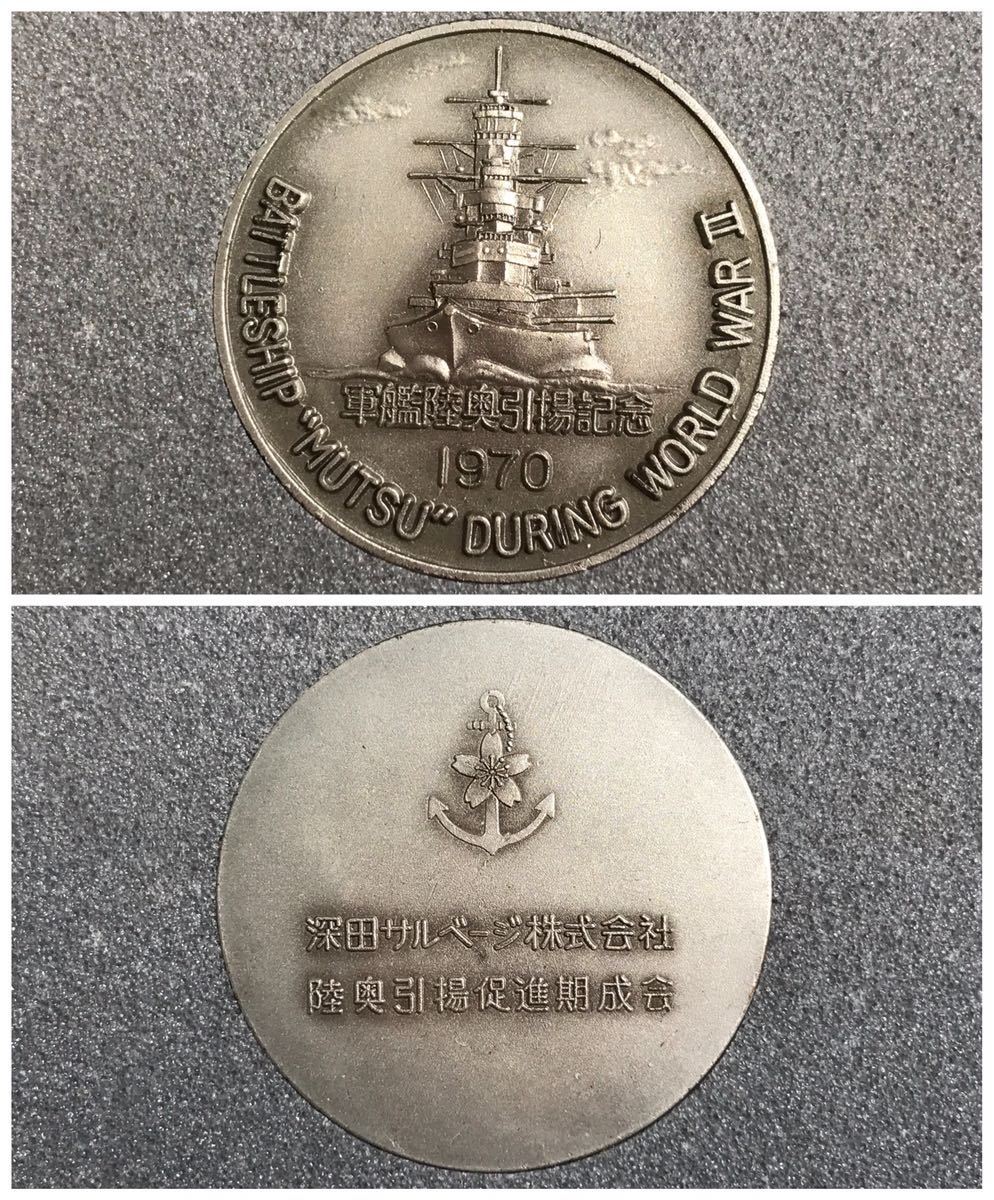 BATTLESHIP "MUTSU" DURING WORLD WAR II
軍艦陸奥引揚記念
1970
深田サルベージ株式会社
陸奥引揚促進期成会